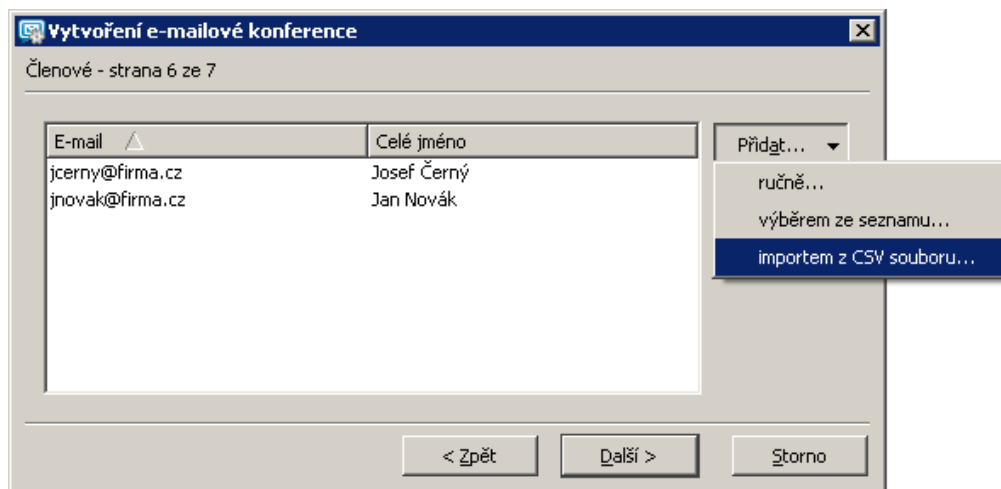 Vytvoření e-mailové konference
Členové - strana 6 ze 7
E-mail Celé jméno
jcerny@firma.cz Josef Černý
jnovak@firma.cz Jan Novák
Přidat...
ručně...
výběrem ze seznamu...
importem z CSV souboru...
< Zpět Další > Storno